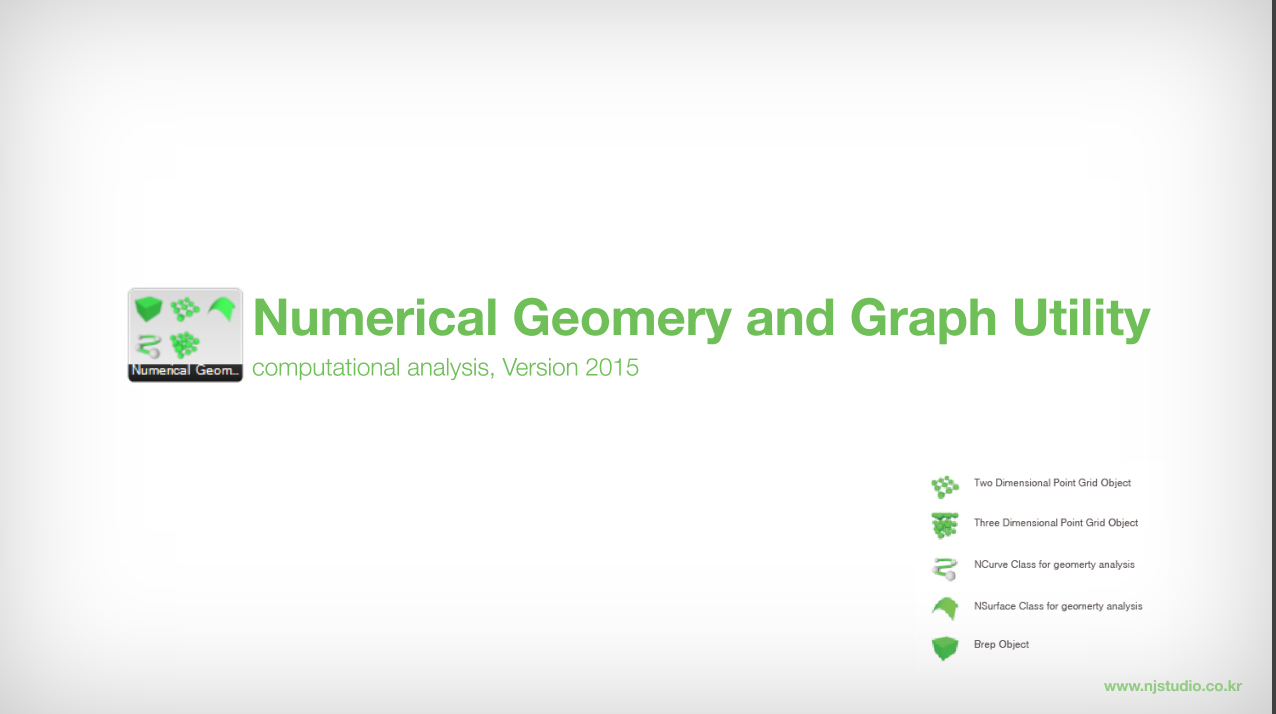 Numerical Geomery and Graph Utility
computational analysis, Version 2015
Numerical Geom...
Two Dimensional Point Grid Object
Three Dimensional Point Grid Object
NCurve Class for geomerty analysis
NSurface Class for geomerty analysis
Brep Object
www.njstudio.co.kr